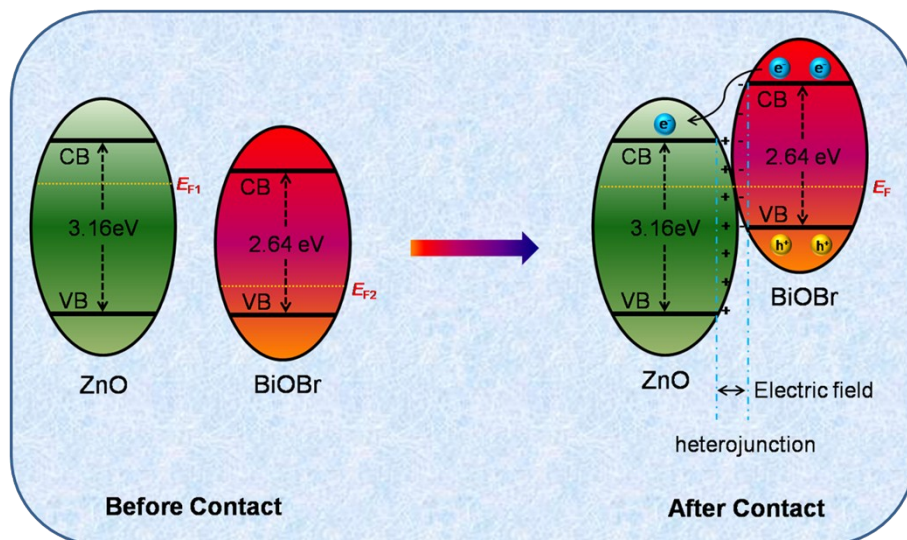 CB
E_F1
3.16eV
VB
ZnO
CB
2.64 eV
E_F2
VB
BiOBr
Before Contact
e⁻
CB
3.16eV
VB
ZnO
+
+
+
+
+
+
+
-
-
-
-
-
-
e⁻ e⁻
CB
2.64 eV
E_F
VB
h⁺ h⁺
BiOBr
Electric field
heterojunction
After Contact